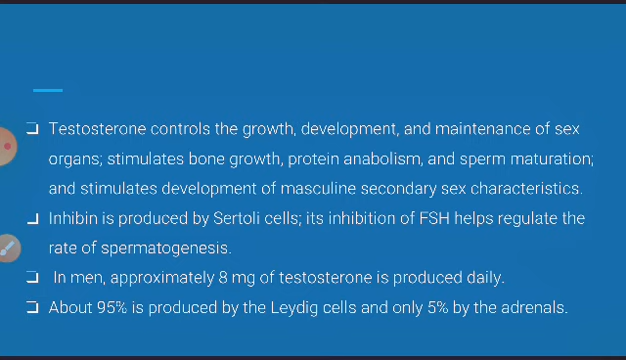 ❏ Testosterone controls the growth, development, and maintenance of sex
organs; stimulates bone growth, protein anabolism, and sperm maturation;
and stimulates development of masculine secondary sex characteristics.
❏ Inhibin is produced by Sertoli cells; its inhibition of FSH helps regulate the
rate of spermatogenesis.
❏ In men, approximately 8 mg of testosterone is produced daily.
❏ About 95% is produced by the Leydig cells and only 5% by the adrenals.